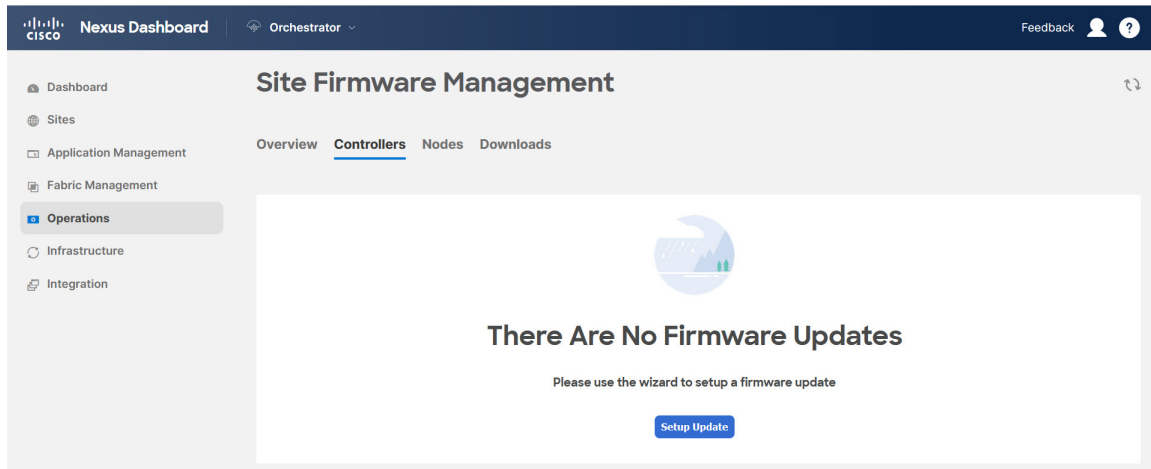 cisco Nexus Dashboard Orchestrator Feedback ?
Dashboard
Sites
Application Management
Fabric Management
Operations
Infrastructure
Integration
Site Firmware Management
Overview Controllers Nodes Downloads
There Are No Firmware Updates
Please use the wizard to setup a firmware update
Setup Update